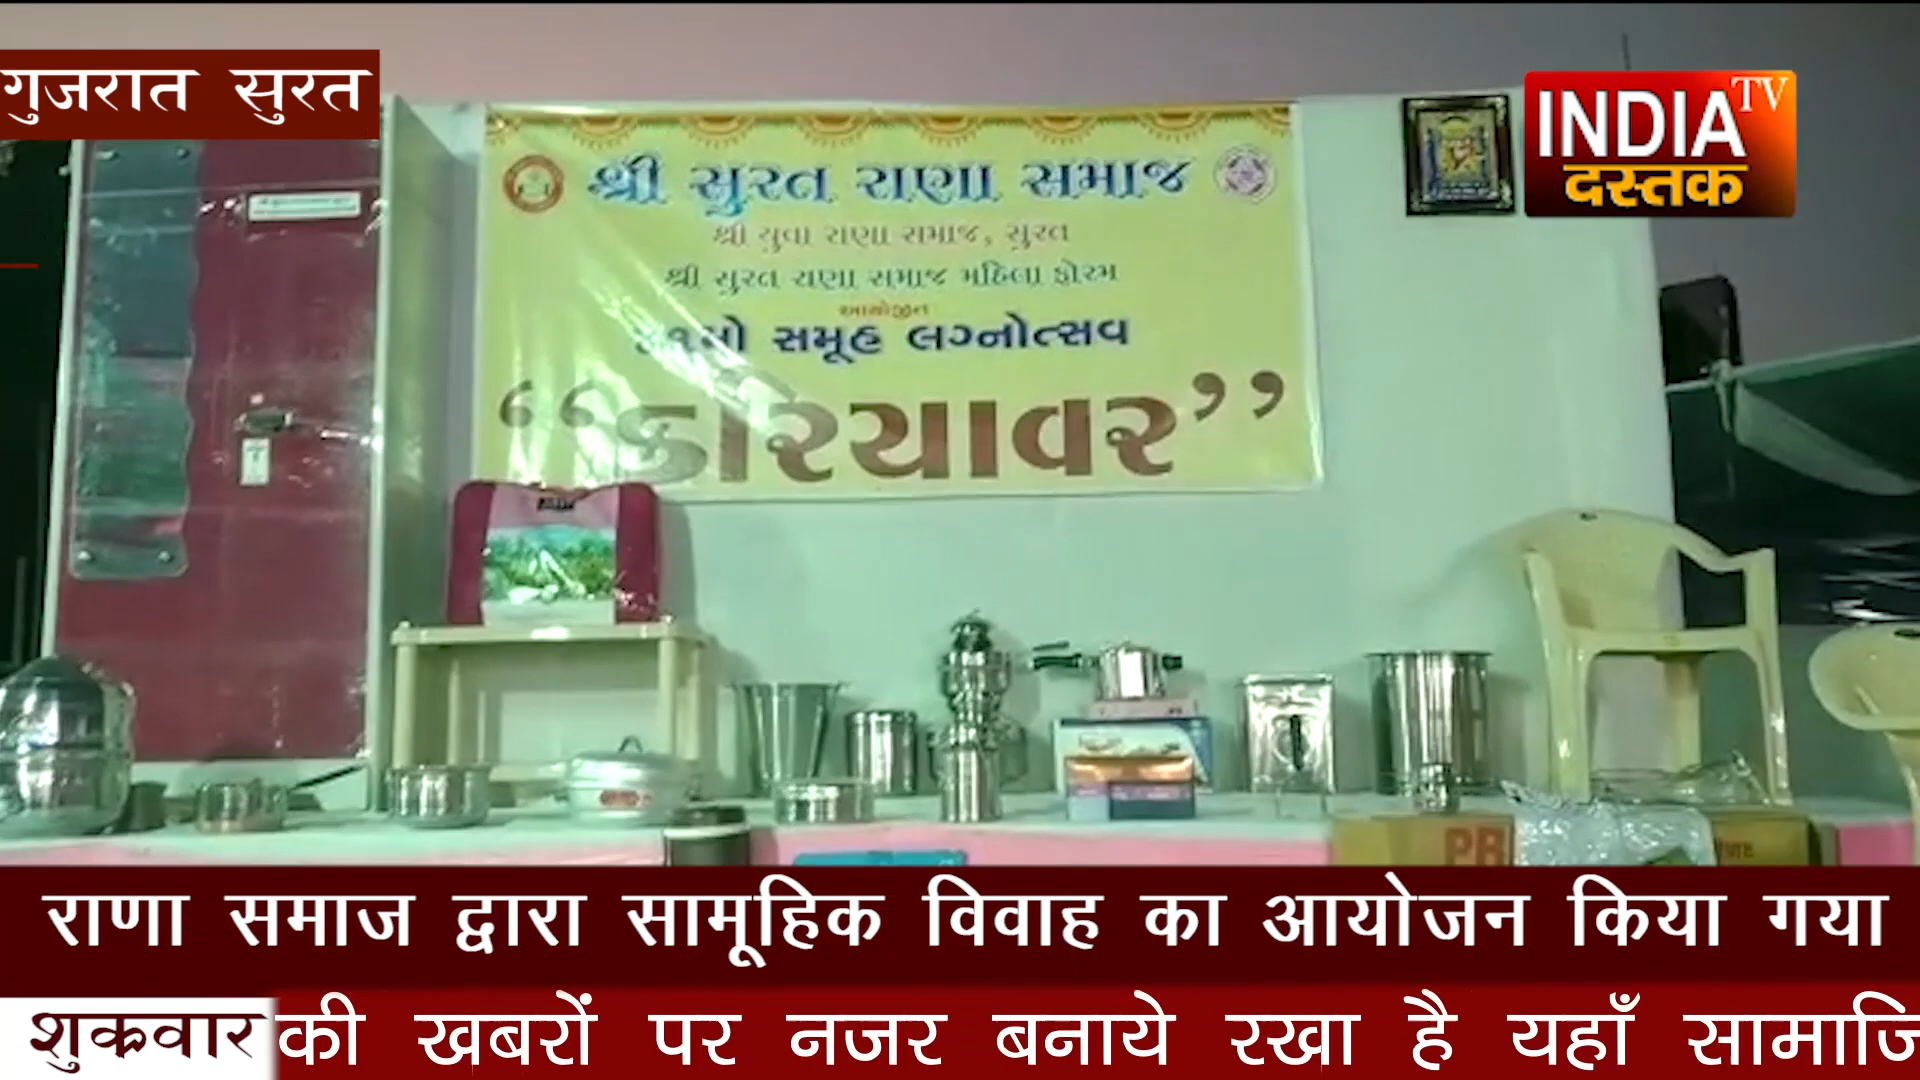 गुजरात सुरत
INDIA TV
दस्तक
શ્રી સુરત રાણા સમાજ
શ્રી યુવા રાણા સમાજ, સુરત
શ્રી સુરત રાણા સમાજ મહિલા ફોરમ
આયોજીત
સમૂહ લગ્નોત્સવ
“કરિયાવર”
PR
राणा समाज द्वारा सामूहिक विवाह का आयोजन किया गया
शुक्रवार
की खबरों पर नजर बनाये रखा है यहाँ सामाजि